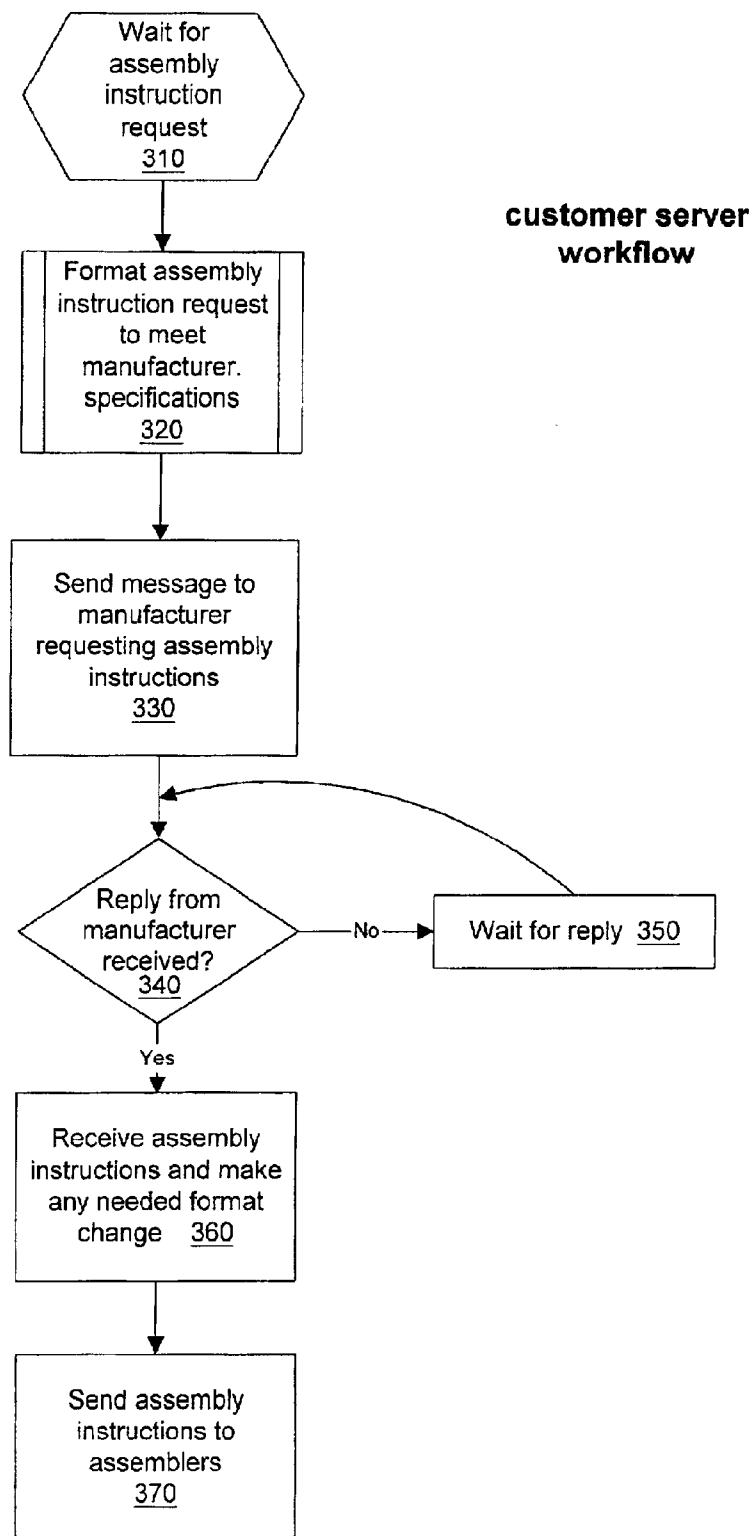 Wait for
assembly
instruction
request
310
customer server
workflow
Format assembly
instruction request
to meet
manufacturer.
specifications
320
Send message to
manufacturer
requesting assembly
instructions
330
Reply from
manufacturer
received?
340
No
Wait for reply 350
Yes
Receive assembly
instructions and make
any needed format
change 360
Send assembly
instructions to
assemblers
370